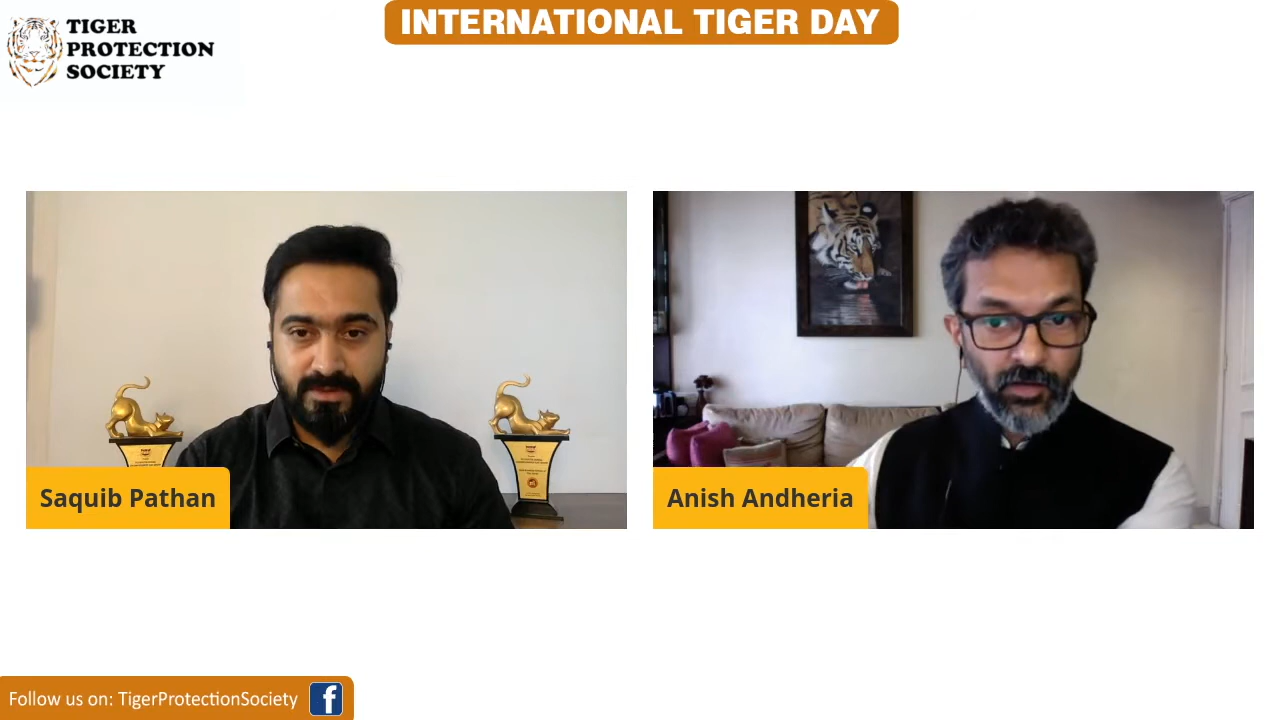 TIGER
PROTECTION
SOCIETY
INTERNATIONAL TIGER DAY
Saquib Pathan
Anish Andheria
Follow us on: TigerProtectionSociety
f